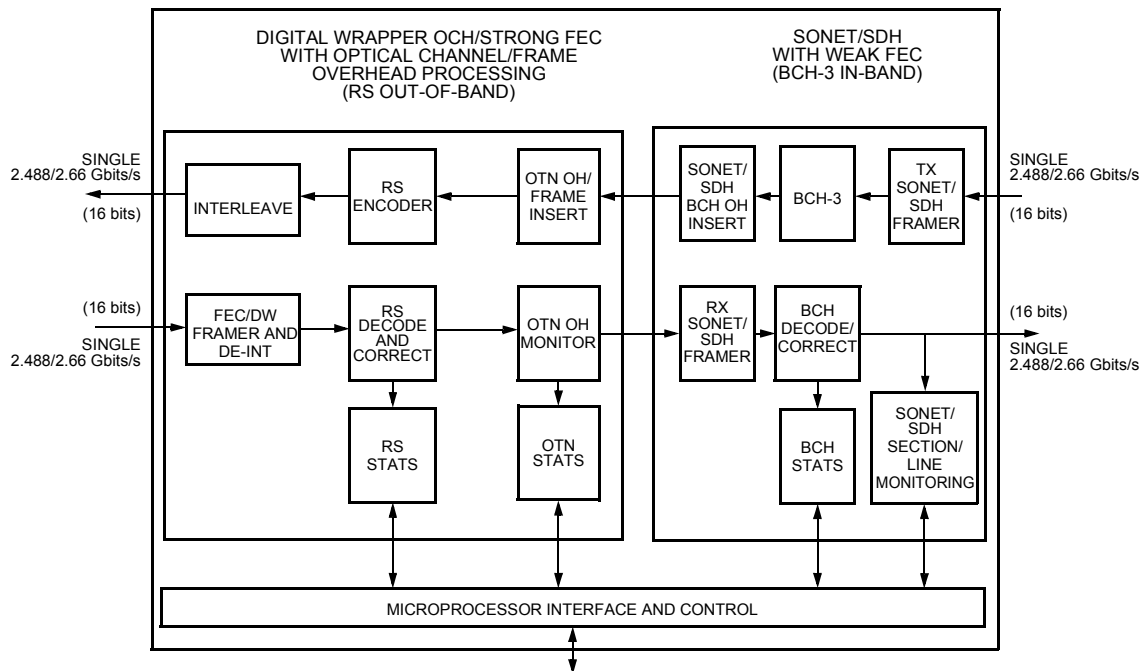 DIGITAL WRAPPER OCH/STRONG FEC
WITH OPTICAL CHANNEL/FRAME
OVERHEAD PROCESSING
(RS OUT-OF-BAND)
SONET/SDH
WITH WEAK FEC
(BCH-3 IN-BAND)
SINGLE
2.488/2.66 Gbits/s
(16 bits)
INTERLEAVE
RS
ENCODER
OTN OH/
FRAME
INSERT
SONET/
SDH
BCH OH
INSERT
BCH-3
TX
SONET/
SDH
FRAMER
SINGLE
2.488/2.66 Gbits/s
(16 bits)
(16 bits)
SINGLE
2.488/2.66 Gbits/s
FEC/DW
FRAMER AND
DE-INT
RS
DECODE
AND
CORRECT
OTN OH
MONITOR
RX
SONET/
SDH
FRAMER
BCH
DECODE/
CORRECT
(16 bits)
SINGLE
2.488/2.66 Gbits/s
RS
STATS
OTN
STATS
BCH
STATS
SONET/
SDH
SECTION/
LINE
MONITORING
MICROPROCESSOR INTERFACE AND CONTROL